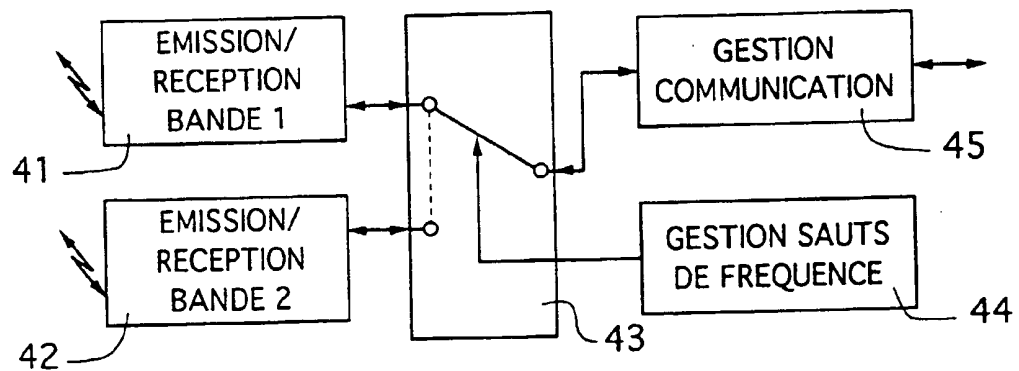 EMISSION/
RECEPTION
BANDE 1
41
EMISSION/
RECEPTION
BANDE 2
42
43
GESTION
COMMUNICATION
45
GESTION SAUTS
DE FREQUENCE
44